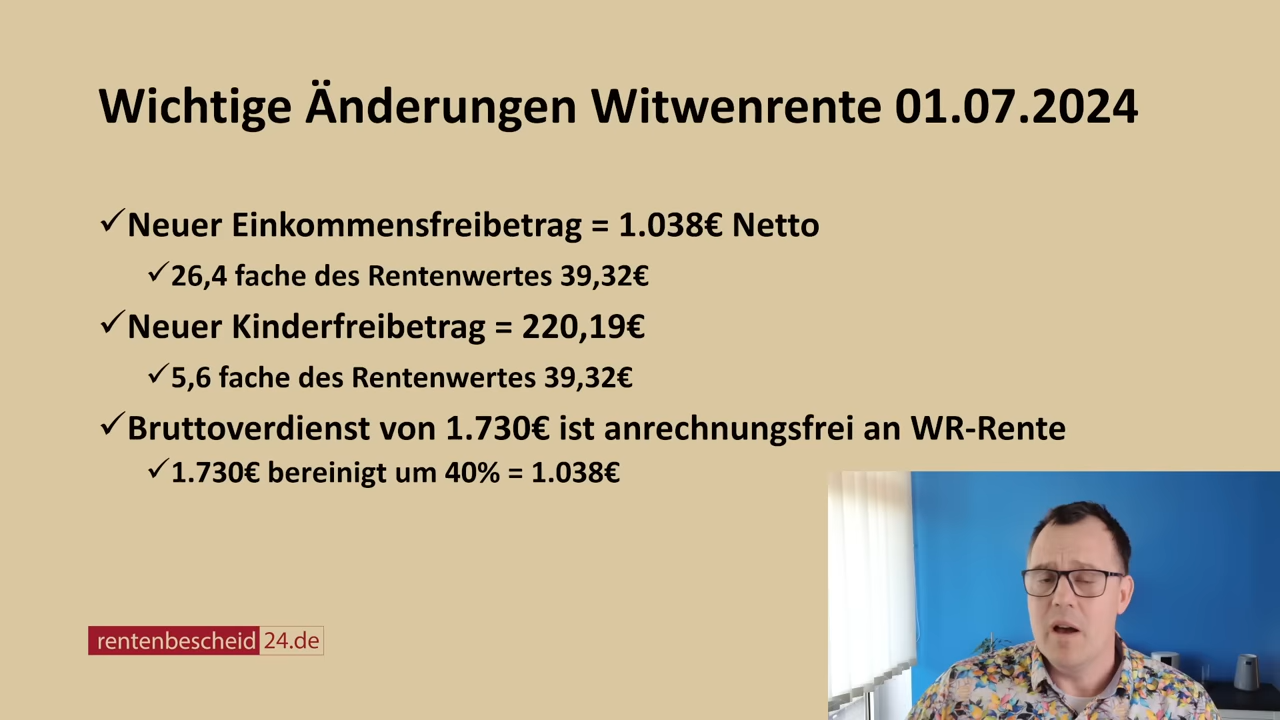 Wichtige Änderungen Witwenrente 01.07.2024
✓Neuer Einkommensfreibetrag = 1.038€ Netto
✓26,4 fache des Rentenwertes 39,32€
✓Neuer Kinderfreibetrag = 220,19€
✓5,6 fache des Rentenwertes 39,32€
✓Bruttoverdienst von 1.730€ ist anrechnungsfrei an WR-Rente
✓1.730€ bereinigt um 40% = 1.038€
rentenbescheid 24.de